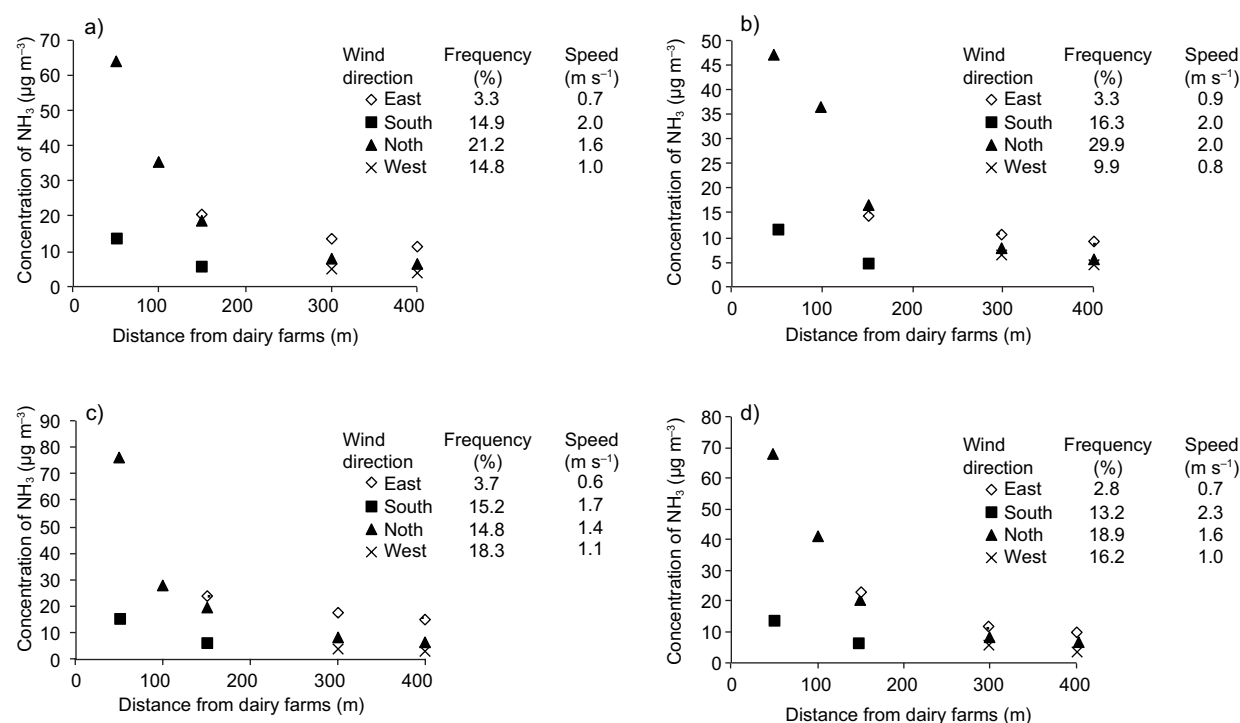 a)
Concentration of NH₃ (µg m⁻³)
70
60
50
40
30
20
10
0
0 100 200 300 400
Distance from dairy farms (m)
Wind direction Frequency (%) Speed (m s⁻¹)
East 3.3 0.7
South 14.9 2.0
Noth 21.2 1.6
West 14.8 1.0
b)
Concentration of NH₃ (µg m⁻³)
50
45
40
35
30
25
20
15
10
5
0
0 100 200 300 400
Distance from dairy farms (m)
Wind direction Frequency (%) Speed (m s⁻¹)
East 3.3 0.9
South 16.3 2.0
Noth 29.9 2.0
West 9.9 0.8
c)
Concentration of NH₃ (µg m⁻³)
90
80
70
60
50
40
30
20
10
0
0 100 200 300 400
Distance from dairy farms (m)
Wind direction Frequency (%) Speed (m s⁻¹)
East 3.7 0.6
South 15.2 1.7
Noth 14.8 1.4
West 18.3 1.1
d)
Concentration of NH₃ (µg m⁻³)
80
70
60
50
40
30
20
10
0
0 100 200 300 400
Distance from dairy farms (m)
Wind direction Frequency (%) Speed (m s⁻¹)
East 2.8 0.7
South 13.2 2.3
Noth 18.9 1.6
West 16.2 1.0